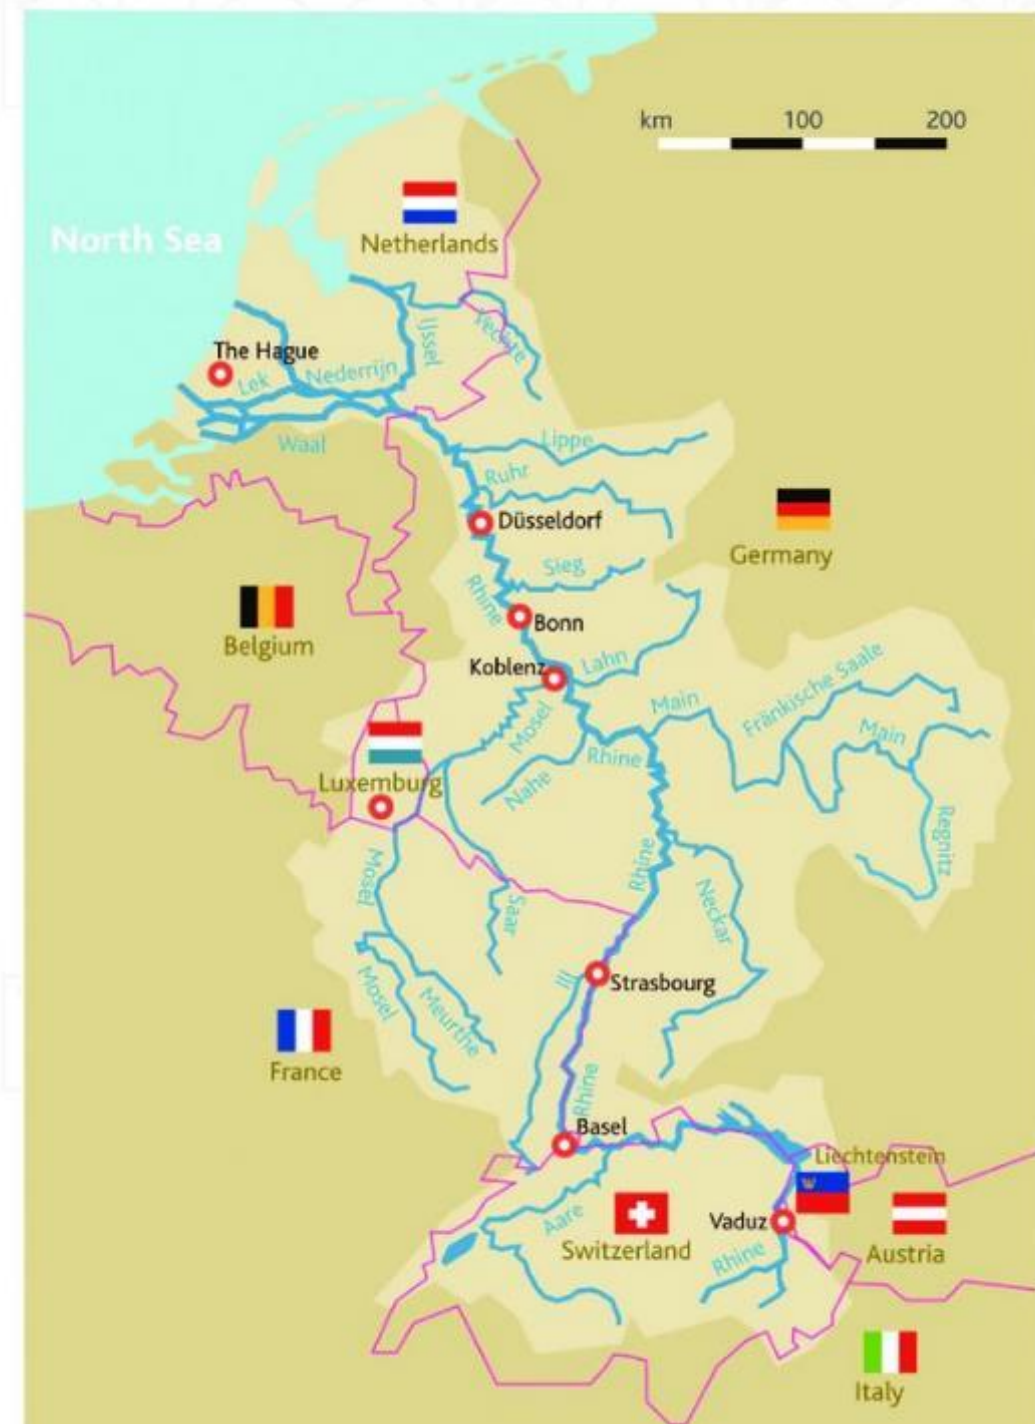 km 100 200
North Sea
Netherlands
IJssel
Vechte
The Hague
Lek
Nederrijn
Waal
Lippe
Ruhr
Düsseldorf
Germany
Sieg
Rhine
Bonn
Belgium
Koblenz
Lahn
Mosel
Main
Fränkische Saale
Main
Rhine
Nahe
Luxemburg
Regnitz
Mosel
Rhine
Neckar
Saar
Ill
Strasbourg
Mosel
Meurthe
France
Rhine
Basel
Liechtenstein
Aare
Vaduz
Switzerland
Rhine
Austria
Italy